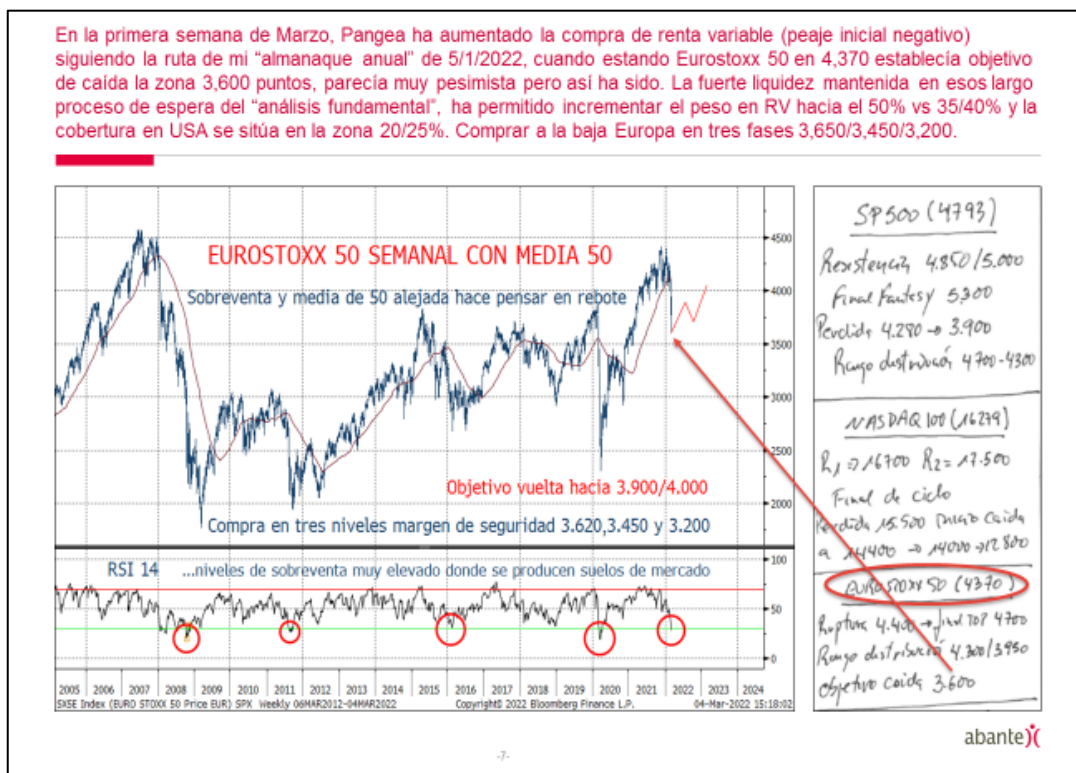 En la primera semana de Marzo, Pangea ha aumentado la compra de renta variable (peaje inicial negativo)
siguiendo la ruta de mi “almanaque anual” de 5/1/2022, cuando estando Eurostoxx 50 en 4,370 establecía objetivo
de caída la zona 3,600 puntos, parecía muy pesimista pero así ha sido. La fuerte liquidez mantenida en esos largo
proceso de espera del “análisis fundamental”, ha permitido incrementar el peso en RV hacia el 50% vs 35/40% y la
cobertura en USA se sitúa en la zona 20/25%. Comprar a la baja Europa en tres fases 3,650/3,450/3,200.
EUROSTOXX 50 SEMANAL CON MEDIA 50
Sobreventa y media de 50 alejada hace pensar en rebote
Objetivo vuelta hacia 3.900/4.000
Compra en tres niveles margen de seguridad 3.620,3.450 y 3.200
4500
4000
3500
3000
2500
2000
RSI 14 ...niveles de sobreventa muy elevado donde se producen suelos de mercado
100
50
0
2005 2006 2007 2008 2009 2010 2011 2012 2013 2014 2015 2016 2017 2018 2019 2020 2021 2022 2023 2024
SX5E Index (EURO STOXX 50 Price EUR) SPX Weekly 06MAR2012-04MAR2022 Copyright© 2022 Bloomberg Finance L.P. 04-Mar-2022 15:18:02
SP500 (4793)
Resistencia 4.850/5.000
Final Fantasy 5,300
Perdida 4.280 → 3.900
Rango distribución 4700-4300
NASDAQ 100 (16279)
R1 => 16700 R2 = 17.500
Final de ciclo
Perdida 15.500 inicio caida
a 14400 → 14000 → 12.800
EUROSTOXX 50 (4370)
Ruptura 4.400 → final TOP 4700
Rango distribución 4.300/3950
objetivo caida 3.600
abante
-7-